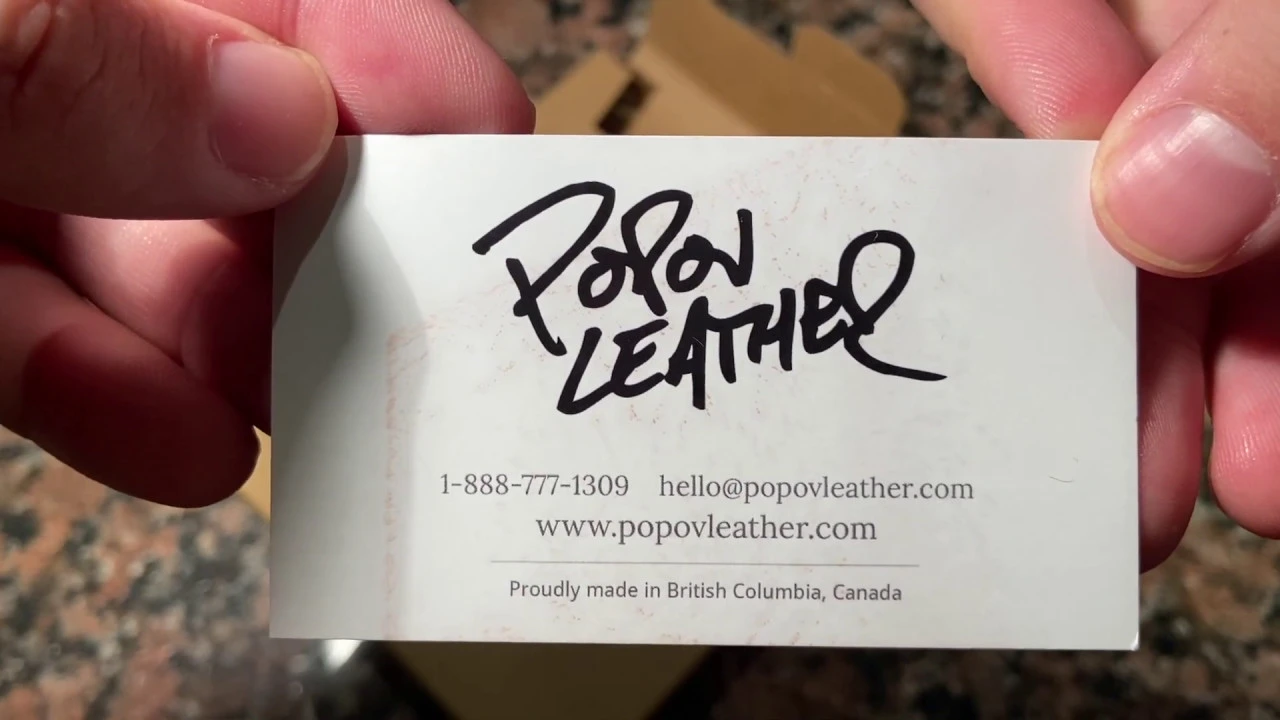 POPOV
LEATHER
1-888-777-1309 hello@popovleather.com
www.popovleather.com
Proudly made in British Columbia, Canada